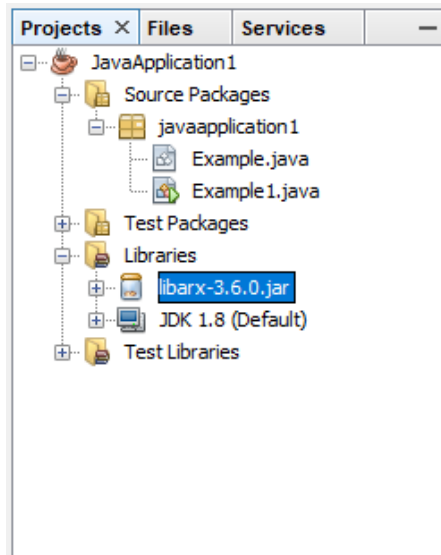 Projects × Files Services
JavaApplication1
Source Packages
javaapplication1
Example.java
Example1.java
Test Packages
Libraries
libarx-3.6.0.jar
JDK 1.8 (Default)
Test Libraries